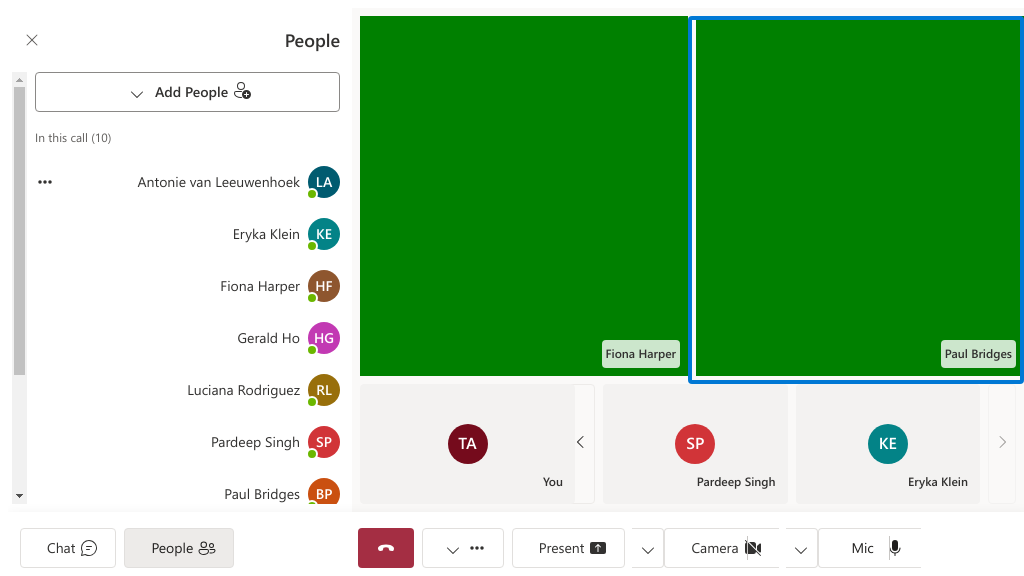 People
Add People
In this call (10)
Antonie van Leeuwenhoek LA
Eryka Klein KE
Fiona Harper HF
Gerald Ho HG
Luciana Rodriguez RL
Pardeep Singh SP
Paul Bridges BP
Fiona Harper
Paul Bridges
TA
You
SP
Pardeep Singh
KE
Eryka Klein
Chat
People
Present
Camera
Mic